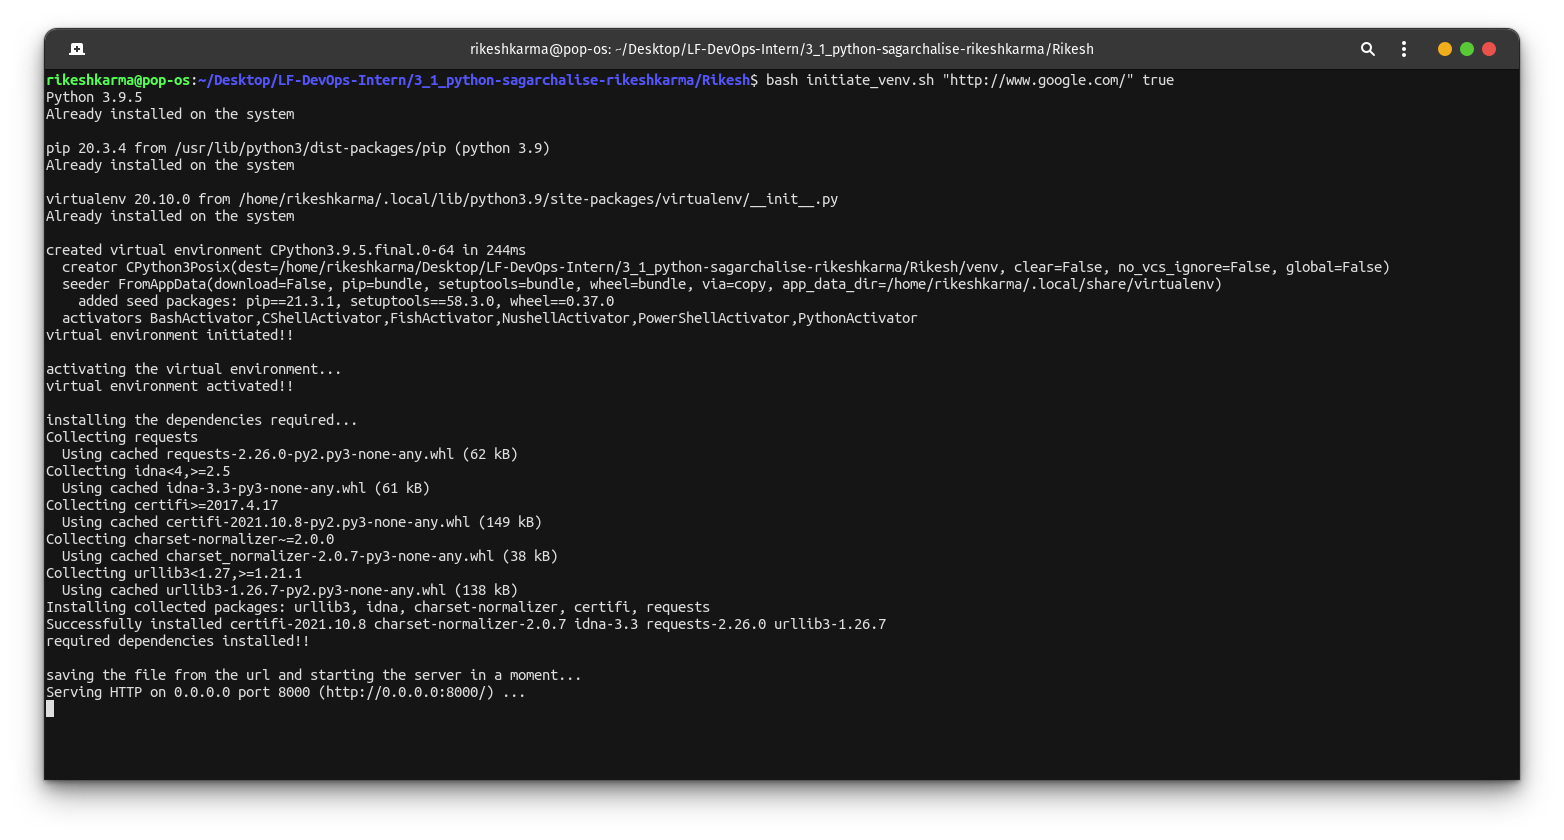 rikeshkarma@pop-os: ~/Desktop/LF-DevOps-Intern/3_1_python-sagarchalise-rikeshkarma/Rikesh
rikeshkarma@pop-os:~/Desktop/LF-DevOps-Intern/3_1_python-sagarchalise-rikeshkarma/Rikesh$ bash initiate_venv.sh "http://www.google.com/" true
Python 3.9.5
Already installed on the system

pip 20.3.4 from /usr/lib/python3/dist-packages/pip (python 3.9)
Already installed on the system

virtualenv 20.10.0 from /home/rikeshkarma/.local/lib/python3.9/site-packages/virtualenv/__init__.py
Already installed on the system

created virtual environment CPython3.9.5.final.0-64 in 244ms
  creator CPython3Posix(dest=/home/rikeshkarma/Desktop/LF-DevOps-Intern/3_1_python-sagarchalise-rikeshkarma/Rikesh/venv, clear=False, no_vcs_ignore=False, global=False)
  seeder FromAppData(download=False, pip=bundle, setuptools=bundle, wheel=bundle, via=copy, app_data_dir=/home/rikeshkarma/.local/share/virtualenv)
    added seed packages: pip==21.3.1, setuptools==58.3.0, wheel==0.37.0
  activators BashActivator,CShellActivator,FishActivator,NushellActivator,PowerShellActivator,PythonActivator
virtual environment initiated!!

activating the virtual environment...
virtual environment activated!!

installing the dependencies required...
Collecting requests
  Using cached requests-2.26.0-py2.py3-none-any.whl (62 kB)
Collecting idna<4,>=2.5
  Using cached idna-3.3-py3-none-any.whl (61 kB)
Collecting certifi>=2017.4.17
  Using cached certifi-2021.10.8-py2.py3-none-any.whl (149 kB)
Collecting charset-normalizer~=2.0.0
  Using cached charset_normalizer-2.0.7-py3-none-any.whl (38 kB)
Collecting urllib3<1.27,>=1.21.1
  Using cached urllib3-1.26.7-py2.py3-none-any.whl (138 kB)
Installing collected packages: urllib3, idna, charset-normalizer, certifi, requests
Successfully installed certifi-2021.10.8 charset-normalizer-2.0.7 idna-3.3 requests-2.26.0 urllib3-1.26.7
required dependencies installed!!

saving the file from the url and starting the server in a moment...
Serving HTTP on 0.0.0.0 port 8000 (http://0.0.0.0:8000/) ...